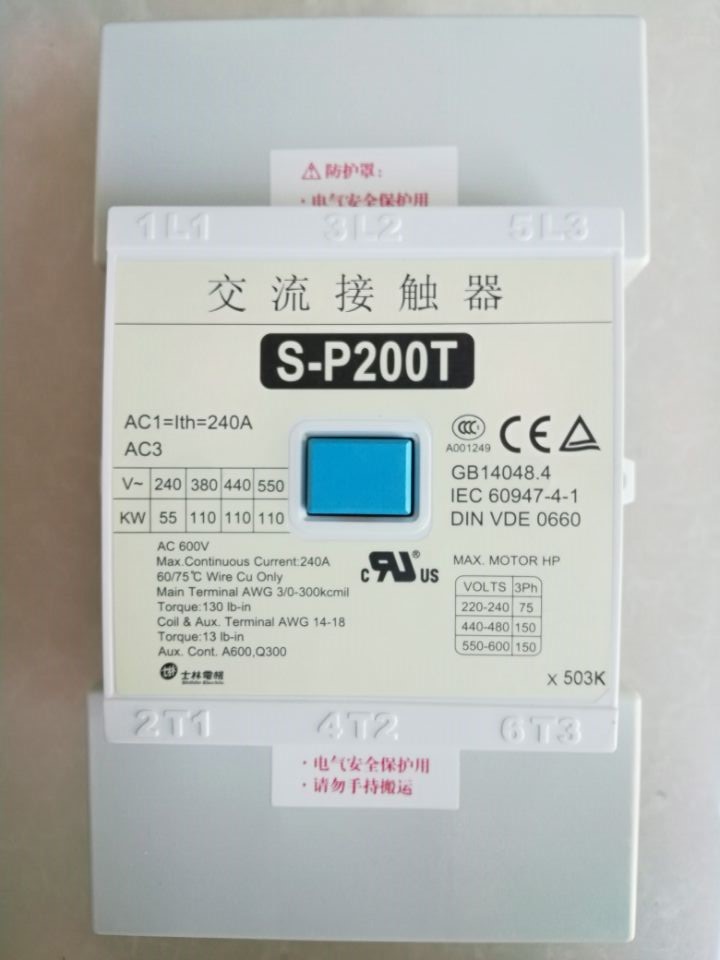 ⚠防护罩:
·电气安全保护用
1L1 3L2 5L3
交流接触器
S-P200T
AC1=Ith=240A
AC3
V~ 240 380 440 550
KW 55 110 110 110
CCC
A001249
CE
GB14048.4
IEC 60947-4-1
DIN VDE 0660
AC 600V
Max.Continuous Current:240A
60/75℃ Wire Cu Only
Main Terminal AWG 3/0-300kcmil
Torque:130 lb-in
Coil & Aux. Terminal AWG 14-18
Torque:13 lb-in
Aux. Cont. A600,Q300
c RU® US
MAX. MOTOR HP
VOLTS 3Ph
220-240 75
440-480 150
550-600 150
士林電機
Shihlin Electric
x 503K
2T1 4T2 6T3
·电气安全保护用
·请勿手持搬运